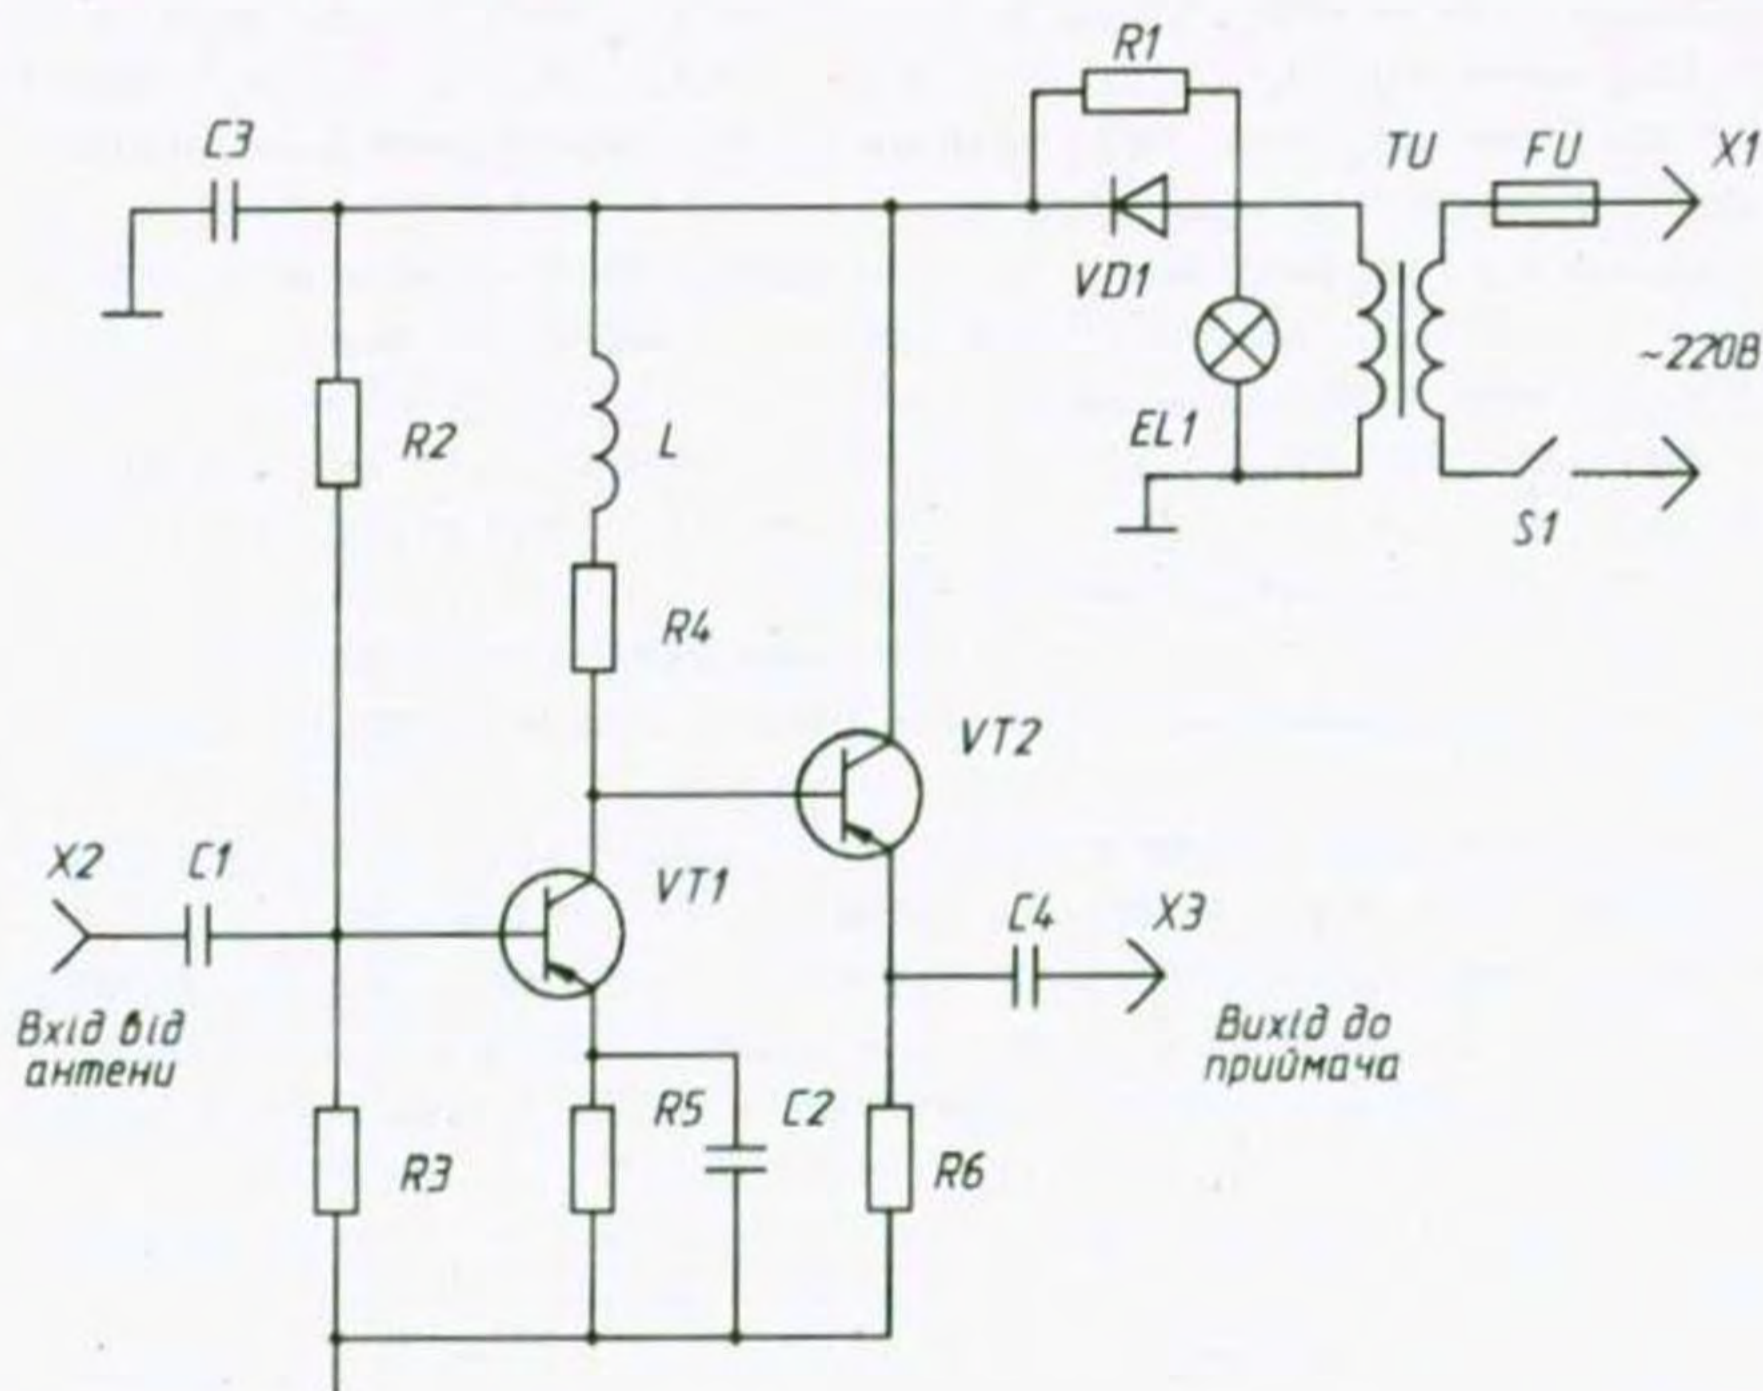 R1
C3
TU
FU
X1
VD1
~220В
R2
L
EL1
S1
R4
VT2
X2
C1
VT1
C4
X3
Вхід від
антени
Вихід до
приймача
R5
C2
R3
R6